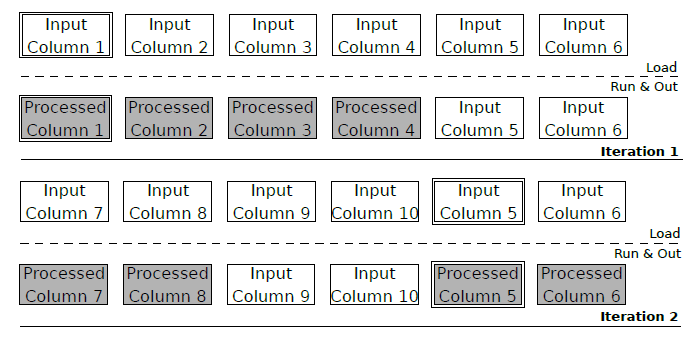 Input Input Input Input Input Input
Column 1 Column 2 Column 3 Column 4 Column 5 Column 6
Load
Run & Out
Processed Processed Processed Processed Input Input
Column 1 Column 2 Column 3 Column 4 Column 5 Column 6
Iteration 1
Input Input Input Input Input Input
Column 7 Column 8 Column 9 Column 10 Column 5 Column 6
Load
Run & Out
Processed Processed Input Input Processed Processed
Column 7 Column 8 Column 9 Column 10 Column 5 Column 6
Iteration 2